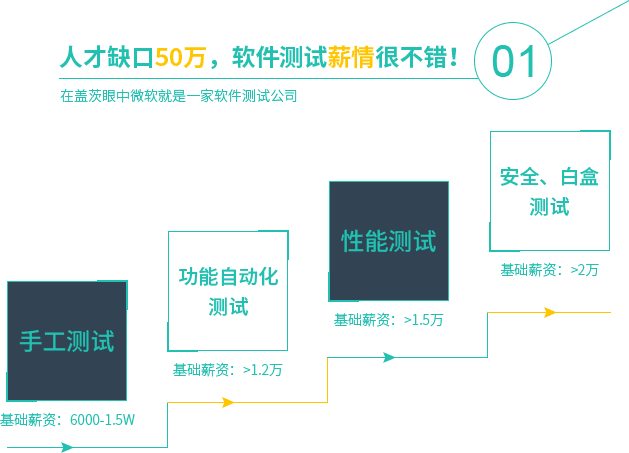 人才缺口50万，软件测试薪情很不错！
01
在盖茨眼中微软就是一家软件测试公司
安全、白盒
测试
基础薪资：>2万
性能测试
基础薪资：>1.5万
功能自动化
测试
基础薪资：>1.2万
手工测试
基础薪资：6000-1.5W